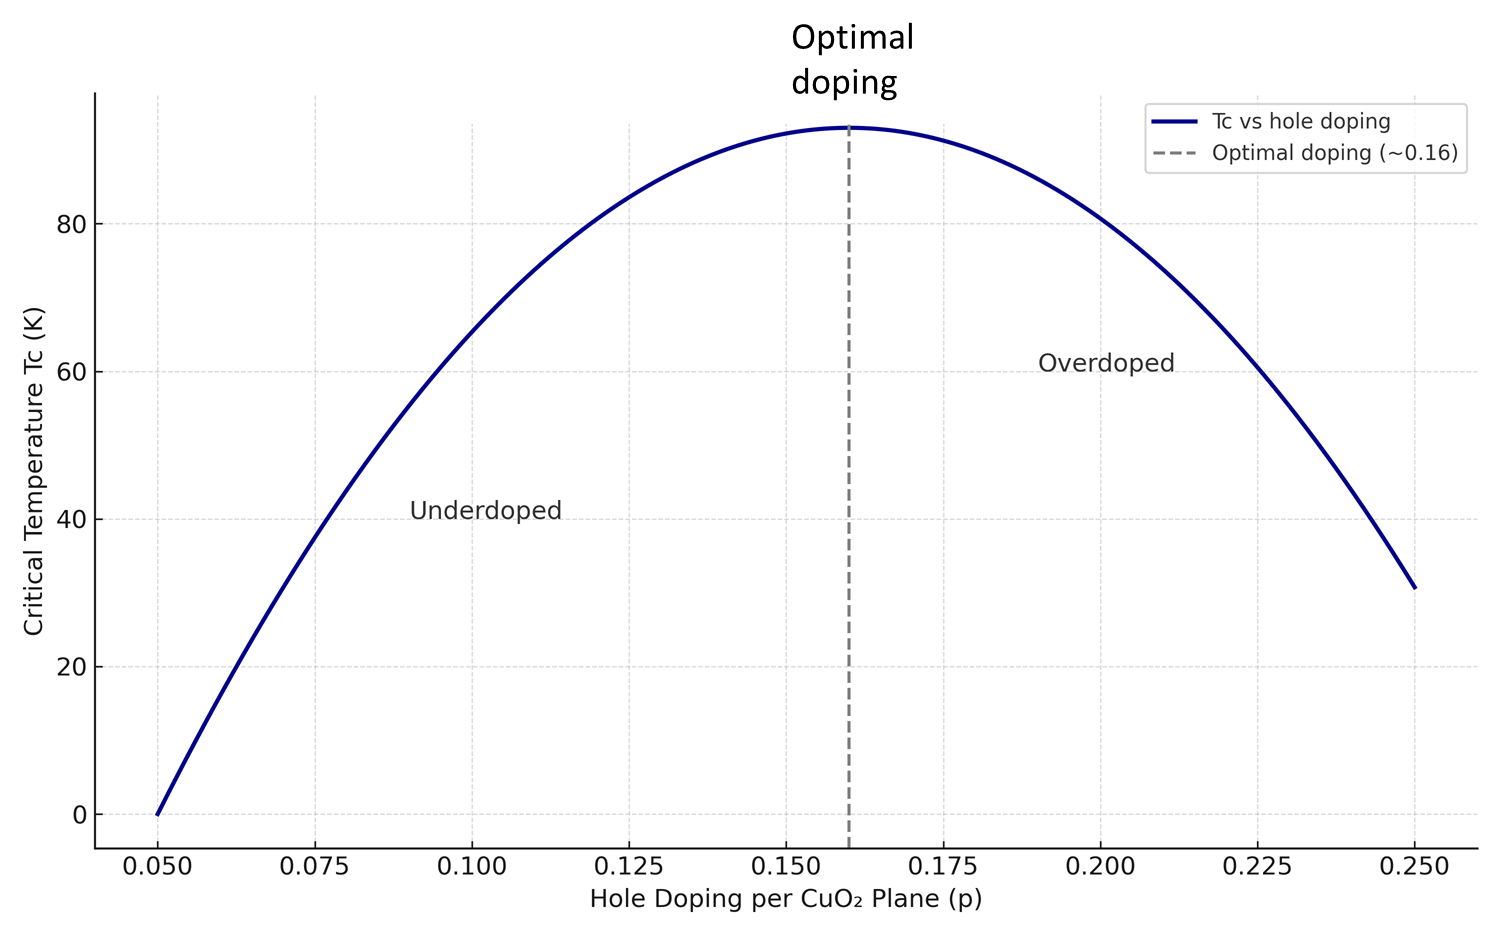 Optimal
doping
Tc vs hole doping
Optimal doping (~0.16)
80
60
40
20
0
Critical Temperature Tc (K)
Overdoped
Underdoped
0.050 0.075 0.100 0.125 0.150 0.175 0.200 0.225 0.250
Hole Doping per CuO₂ Plane (p)